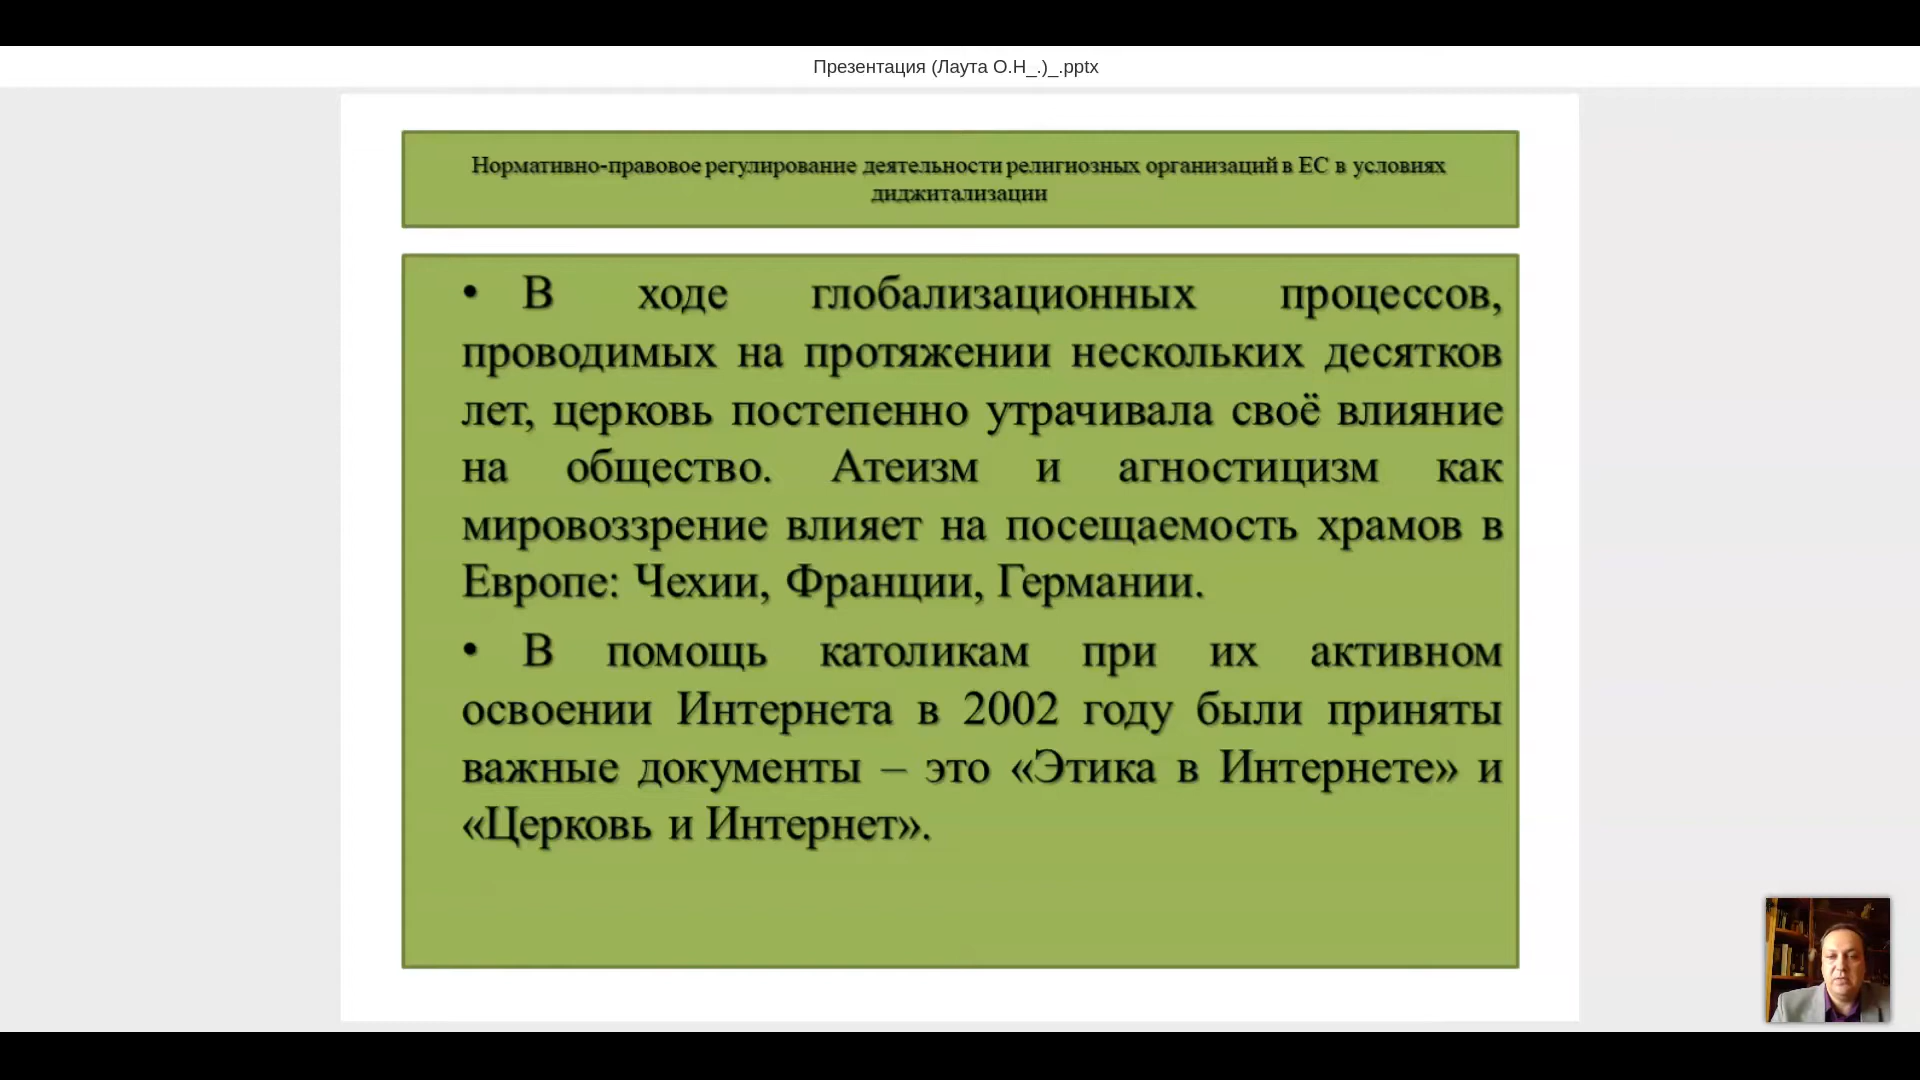 Презентация (Лаута О.Н_.)_.pptx
Нормативно-правовое регулирование деятельности религиозных организаций в ЕС в условиях
диджитализации
• В ходе глобализационных процессов,
проводимых на протяжении нескольких десятков
лет, церковь постепенно утрачивала своё влияние
на общество. Атеизм и агностицизм как
мировоззрение влияет на посещаемость храмов в
Европе: Чехии, Франции, Германии.
• В помощь католикам при их активном
освоении Интернета в 2002 году были приняты
важные документы – это «Этика в Интернете» и
«Церковь и Интернет».